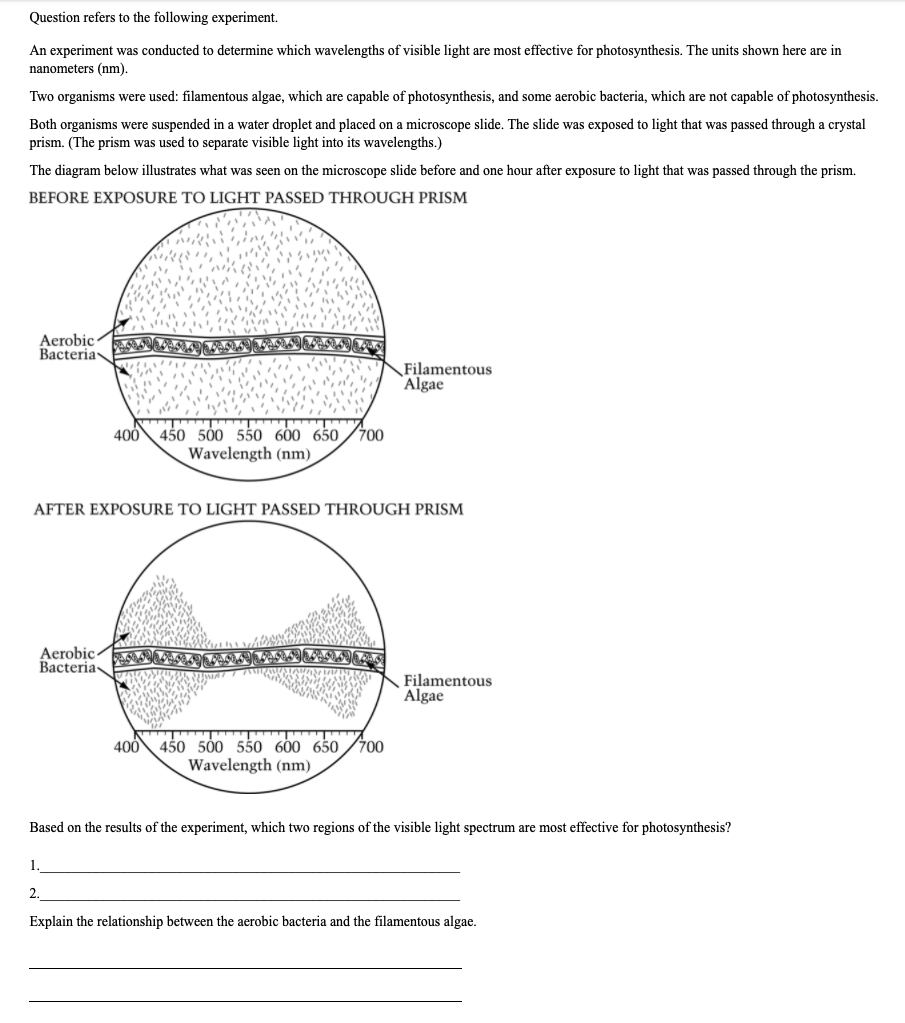 Question refers to the following experiment.
An experiment was conducted to determine which wavelengths of visible light are most effective for photosynthesis. The units shown here are in
nanometers (nm).
Two organisms were used: filamentous algae, which are capable of photosynthesis, and some aerobic bacteria, which are not capable of photosynthesis.
Both organisms were suspended in a water droplet and placed on a microscope slide. The slide was exposed to light that was passed through a crystal
prism. (The prism was used to separate visible light into its wavelengths.)
The diagram below illustrates what was seen on the microscope slide before and one hour after exposure to light that was passed through the prism.
BEFORE EXPOSURE TO LIGHT PASSED THROUGH PRISM
Aerobic
Bacteria
Filamentous
Algae
400 450 500 550 600 650 700
Wavelength (nm)
AFTER EXPOSURE TO LIGHT PASSED THROUGH PRISM
Aerobic
Bacteria
Filamentous
Algae
400 450 500 550 600 650 700
Wavelength (nm)
Based on the results of the experiment, which two regions of the visible light spectrum are most effective for photosynthesis?
1.
2.
Explain the relationship between the aerobic bacteria and the filamentous algae.